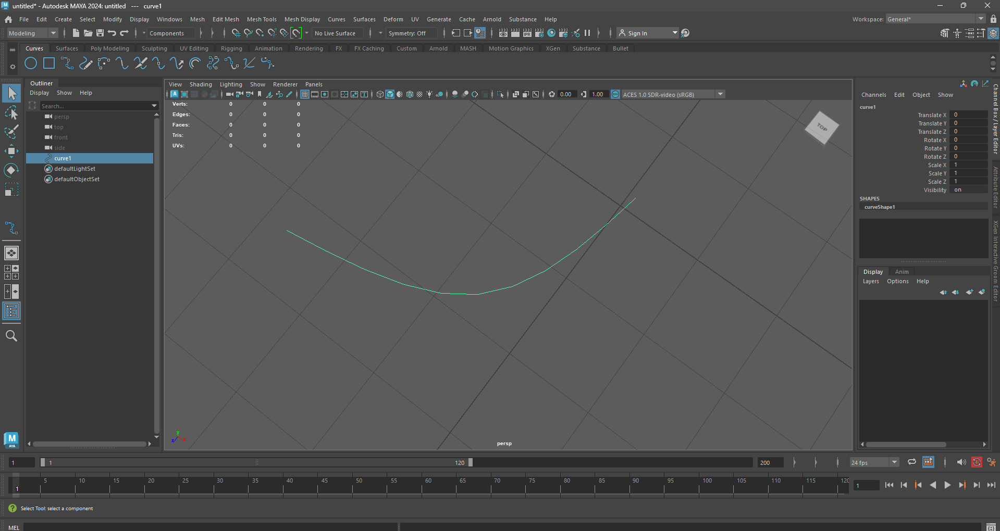 untitled* - Autodesk MAYA 2024: untitled --- curve1
File Edit Create Select Modify Display Windows Mesh Edit Mesh Mesh Tools Mesh Display Curves Surfaces Deform UV Generate Cache Arnold Substance Help
Workspace: General*
Modeling Components No Live Surface Symmetry: Off IPR Sign In
Curves Surfaces Poly Modeling Sculpting UV Editing Rigging Animation Rendering FX FX Caching Custom Arnold MASH Motion Graphics XGen Substance Bullet
Outliner
Display Show Help
Search...
persp
top
front
side
curve1
defaultLightSet
defaultObjectSet
View Shading Lighting Show Renderer Panels
0.00 1.00 ON ACES 1.0 SDR-video (sRGB)
Verts: 0 0 0
Edges: 0 0 0
Faces: 0 0 0
Tris: 0 0 0
UVs: 0 0 0
TOP
y
z x
persp
Channels Edit Object Show
curve1
Translate X 0
Translate Y 0
Translate Z 0
Rotate X 0
Rotate Y 0
Rotate Z 0
Scale X 1
Scale Y 1
Scale Z 1
Visibility on
SHAPES
curveShape1
Display Anim
Layers Options Help
Channel Box / Layer Editor
Attribute Editor
XGen Interactive Groom Editor
M
AYA
1 1 120 200 24 fps
5 10 15 20 25 30 35 40 45 50 55 60 65 70 75 80 85 90 95 100 105 110 115 120
1 1
Select Tool: select a component
MEL